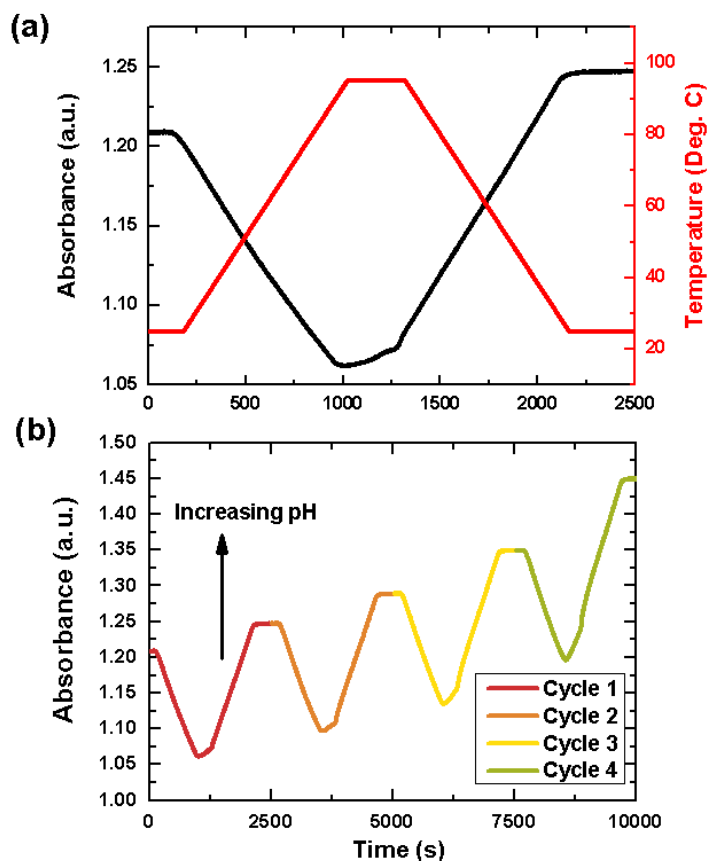 (a)
Absorbance (a.u.)
1.25
1.20
1.15
1.10
1.05
100
80
60
40
20
Temperature (Deg. C)
0 500 1000 1500 2000 2500
(b)
Absorbance (a.u.)
1.50
1.45
1.40
1.35
1.30
1.25
1.20
1.15
1.10
1.05
1.00
Increasing pH
Cycle 1
Cycle 2
Cycle 3
Cycle 4
0 2500 5000 7500 10000
Time (s)